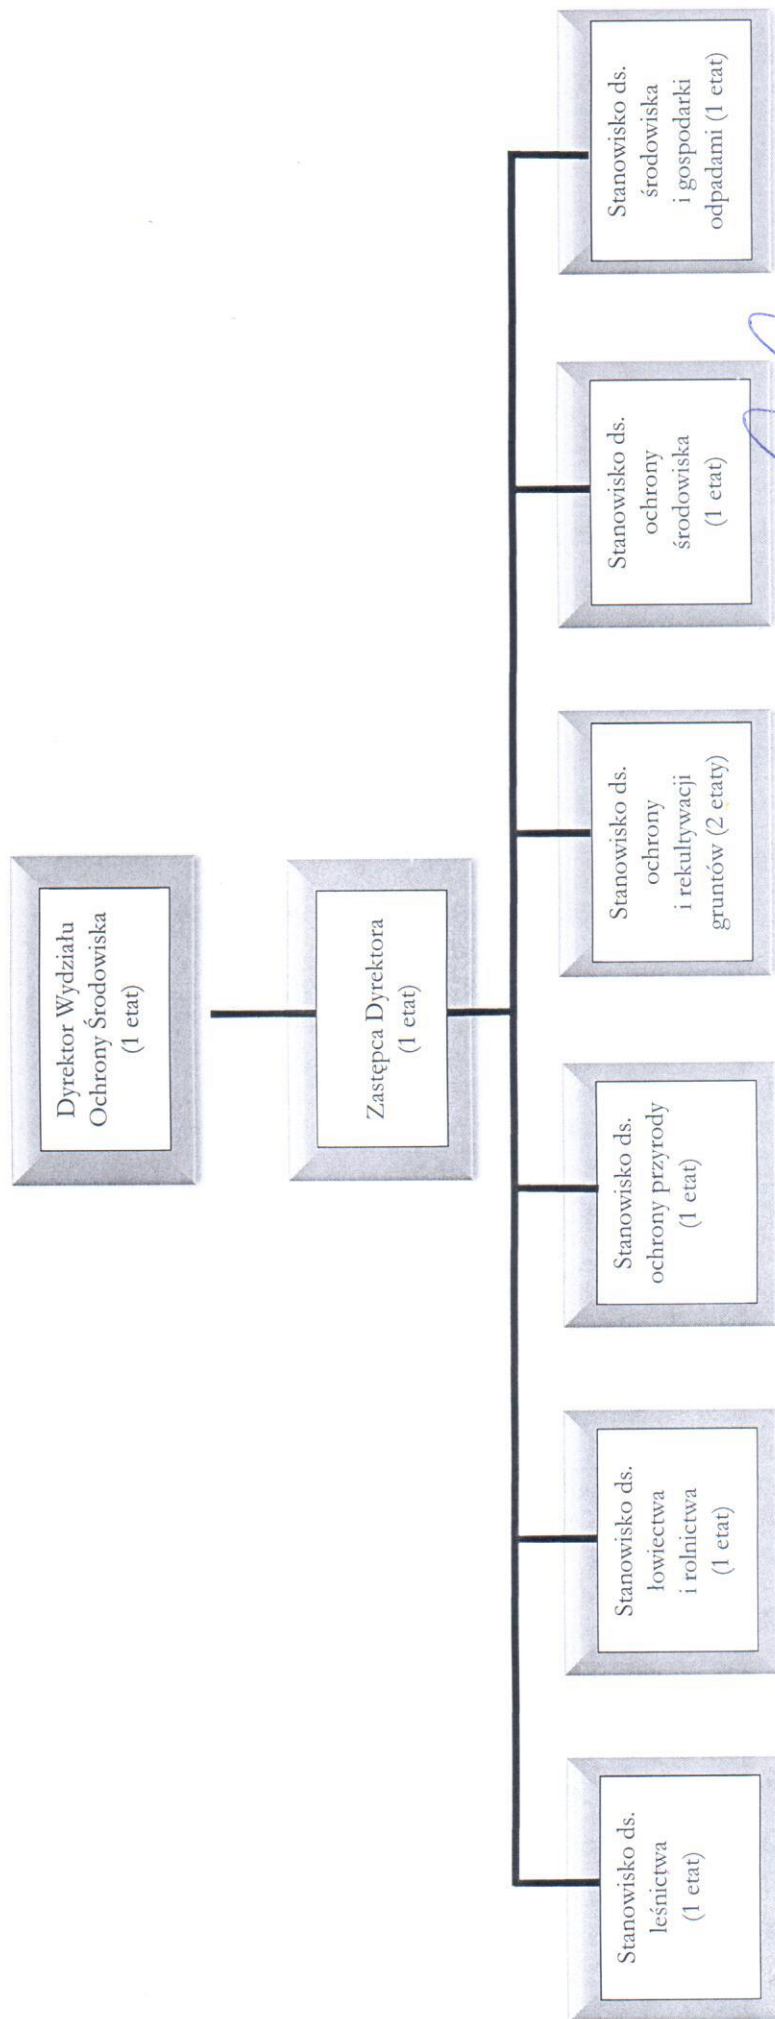 Dyrektor Wydziału
Ochrony Środowiska
(1 etat)
Zastępca Dyrektora
(1 etat)
Stanowisko ds.
leśnictwa
(1 etat)
Stanowisko ds.
łowiectwa
i rolnictwa
(1 etat)
Stanowisko ds.
ochrony przyrody
(1 etat)
Stanowisko ds.
ochrony
i rekultywacji
gruntów (2 etaty)
Stanowisko ds.
ochrony
środowiska
(1 etat)
Stanowisko ds.
środowiska
i gospodarki
odpadami (1 etat)